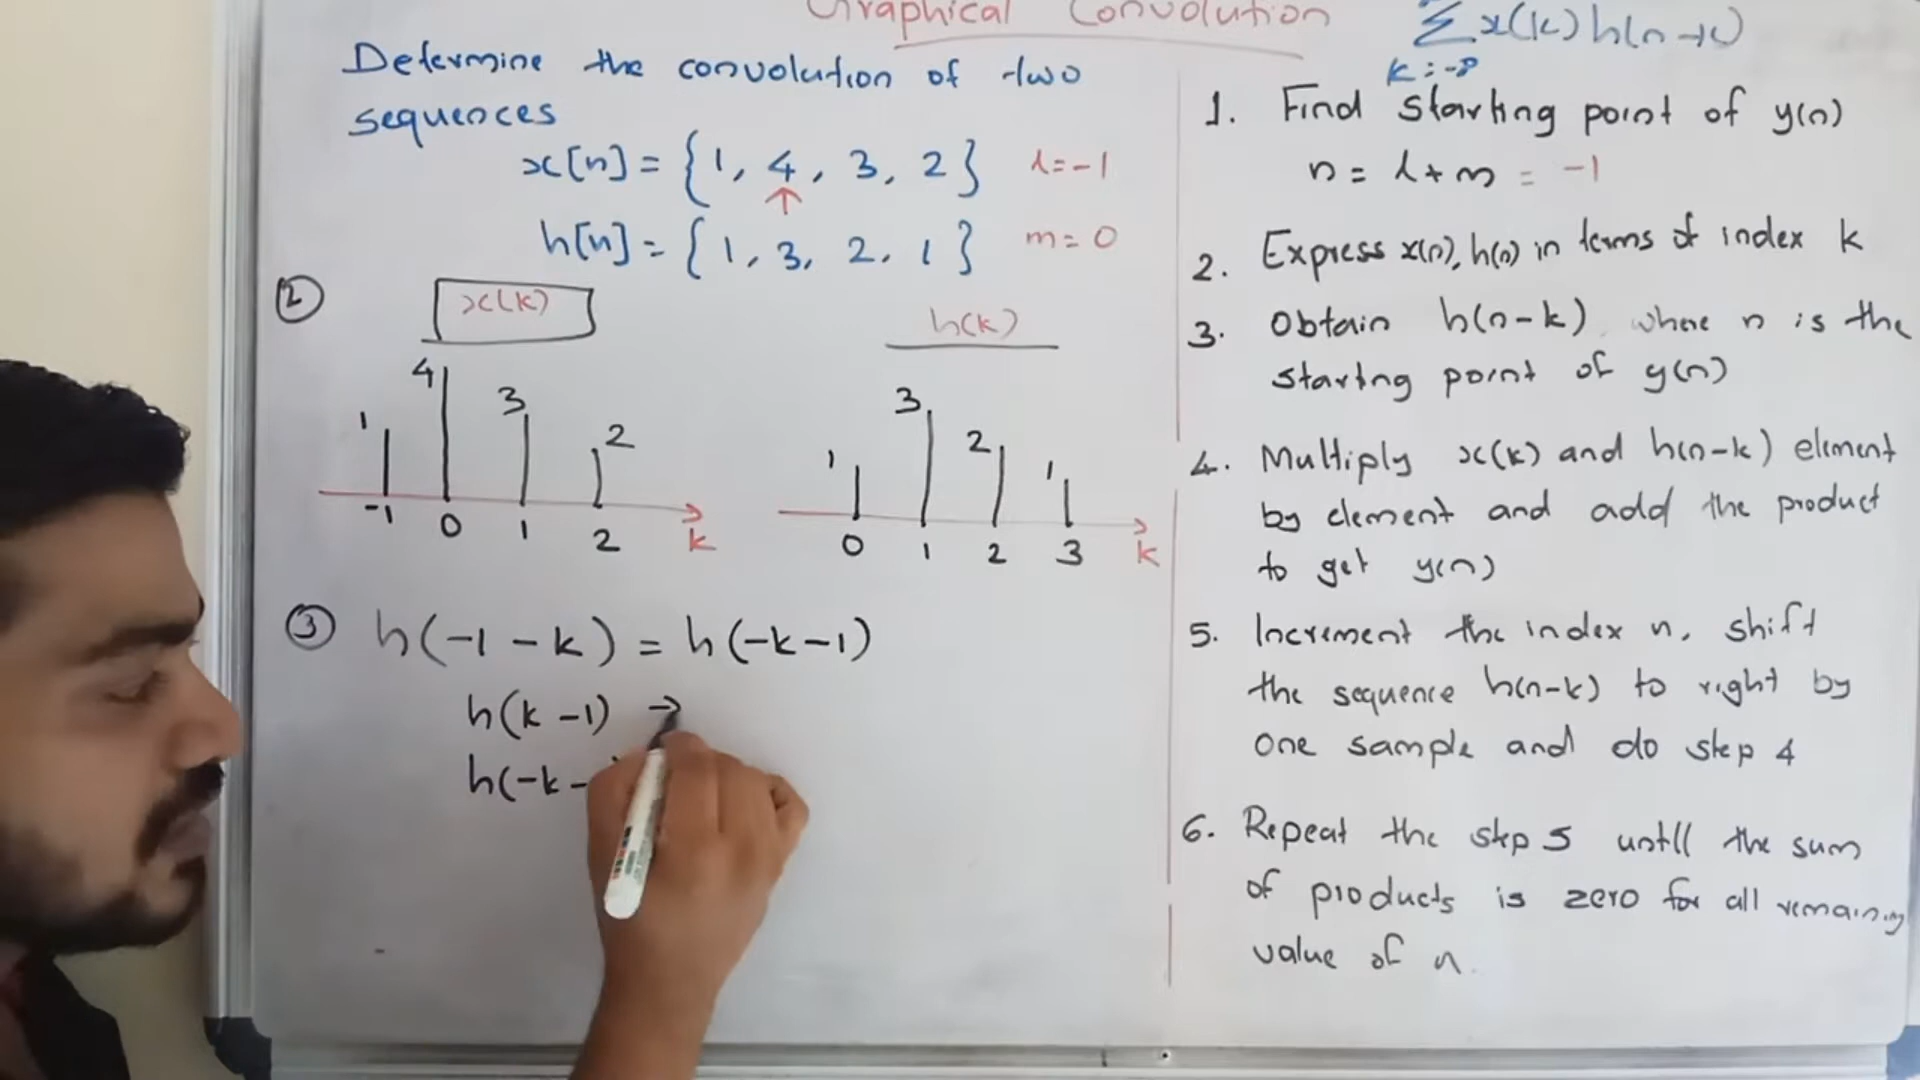 Graphical Convolution
Σ x(k) h(n-k)
k=-∞
Determine the convolution of two
sequences
x[n] = {1, 4, 3, 2} l=-1
↑
h[n] = {1, 3, 2, 1} m=0
② x(k) h(k)
1 4 3 2
-1 0 1 2 k
1 3 2 1
0 1 2 3 k
③ h(-1-k) = h(-k-1)
h(k-1) →
h(-k-
1. Find starting point of y(n)
n = l+m = -1
2. Express x(n), h(n) in terms of index k
3. Obtain h(n-k) where n is the
starting point of y(n)
4. Multiply x(k) and h(n-k) element
by element and add the product
to get y(n)
5. Increment the index n, shift
the sequence h(n-k) to right by
one sample and do step 4
6. Repeat the step 5 untill the sum
of products is zero for all remaining
value of n.